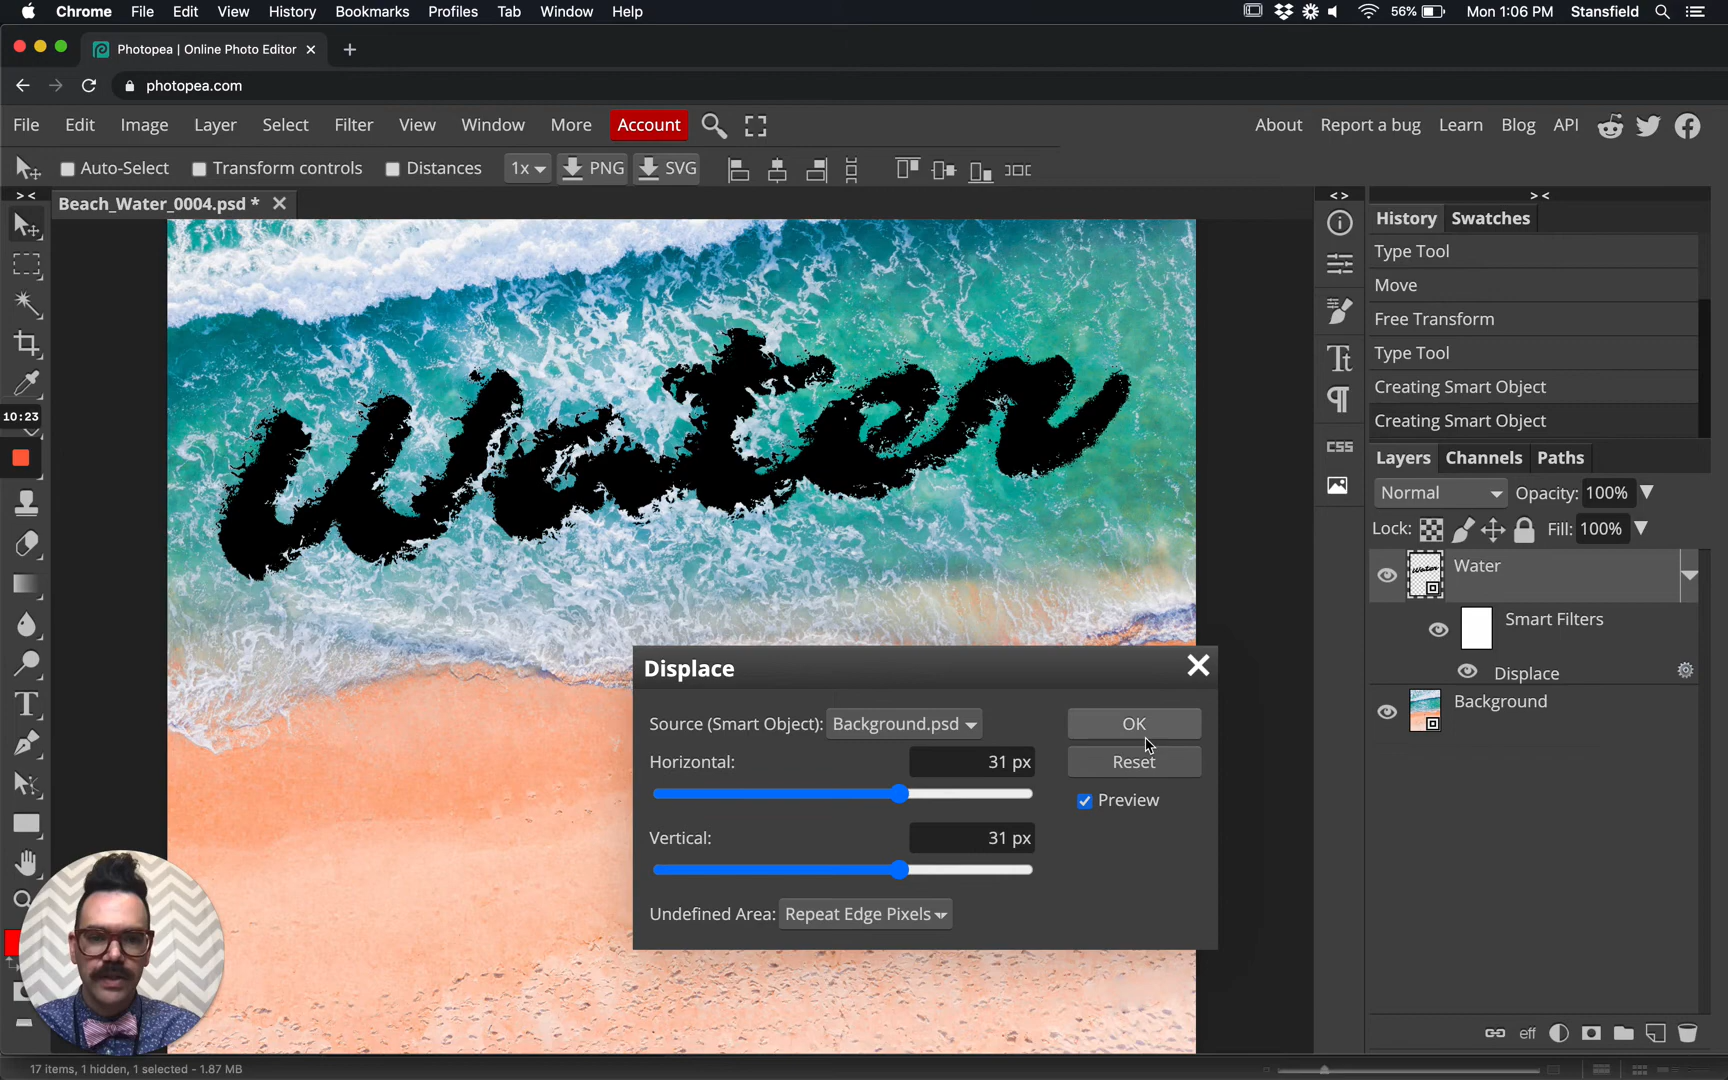 Chrome File Edit View History Bookmarks Profiles Tab Window Help 56% Mon 1:06 PM Stansfield
Photopea | Online Photo Editor
photopea.com
File Edit Image Layer Select Filter View Window More Account About Report a bug Learn Blog API
Auto-Select Transform controls Distances 1x PNG SVG
Beach_Water_0004.psd *
History Swatches
Type Tool
Move
Free Transform
Type Tool
Creating Smart Object
Creating Smart Object
10:23
CSS
Layers Channels Paths
Normal Opacity: 100%
Lock: Fill: 100%
Water
Smart Filters
Displace
Background
Water
Displace
Source (Smart Object): Background.psd OK
Horizontal: 31 px Reset
Preview
Vertical: 31 px
Undefined Area: Repeat Edge Pixels
eff
17 items, 1 hidden, 1 selected - 1.87 MB